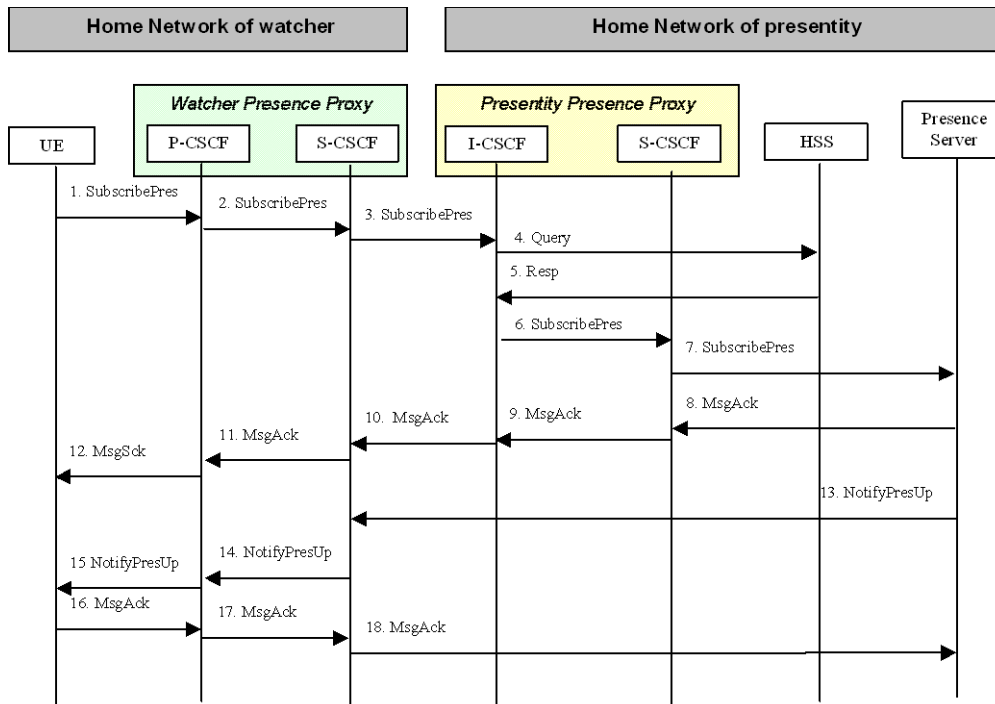 Home Network of watcher
Home Network of presentity
Watcher Presence Proxy
Presentity Presence Proxy
UE
P-CSCF
S-CSCF
I-CSCF
S-CSCF
HSS
Presence
Server
1. SubscribePres
2. SubscribePres
3. SubscribePres
4. Query
5. Resp
6. SubscribePres
7. SubscribePres
8. MsgAck
9. MsgAck
10. MsgAck
11. MsgAck
12. MsgSck
13. NotifyPresUp
14. NotifyPresUp
15 NotifyPresUp
16. MsgAck
17. MsgAck
18. MsgAck